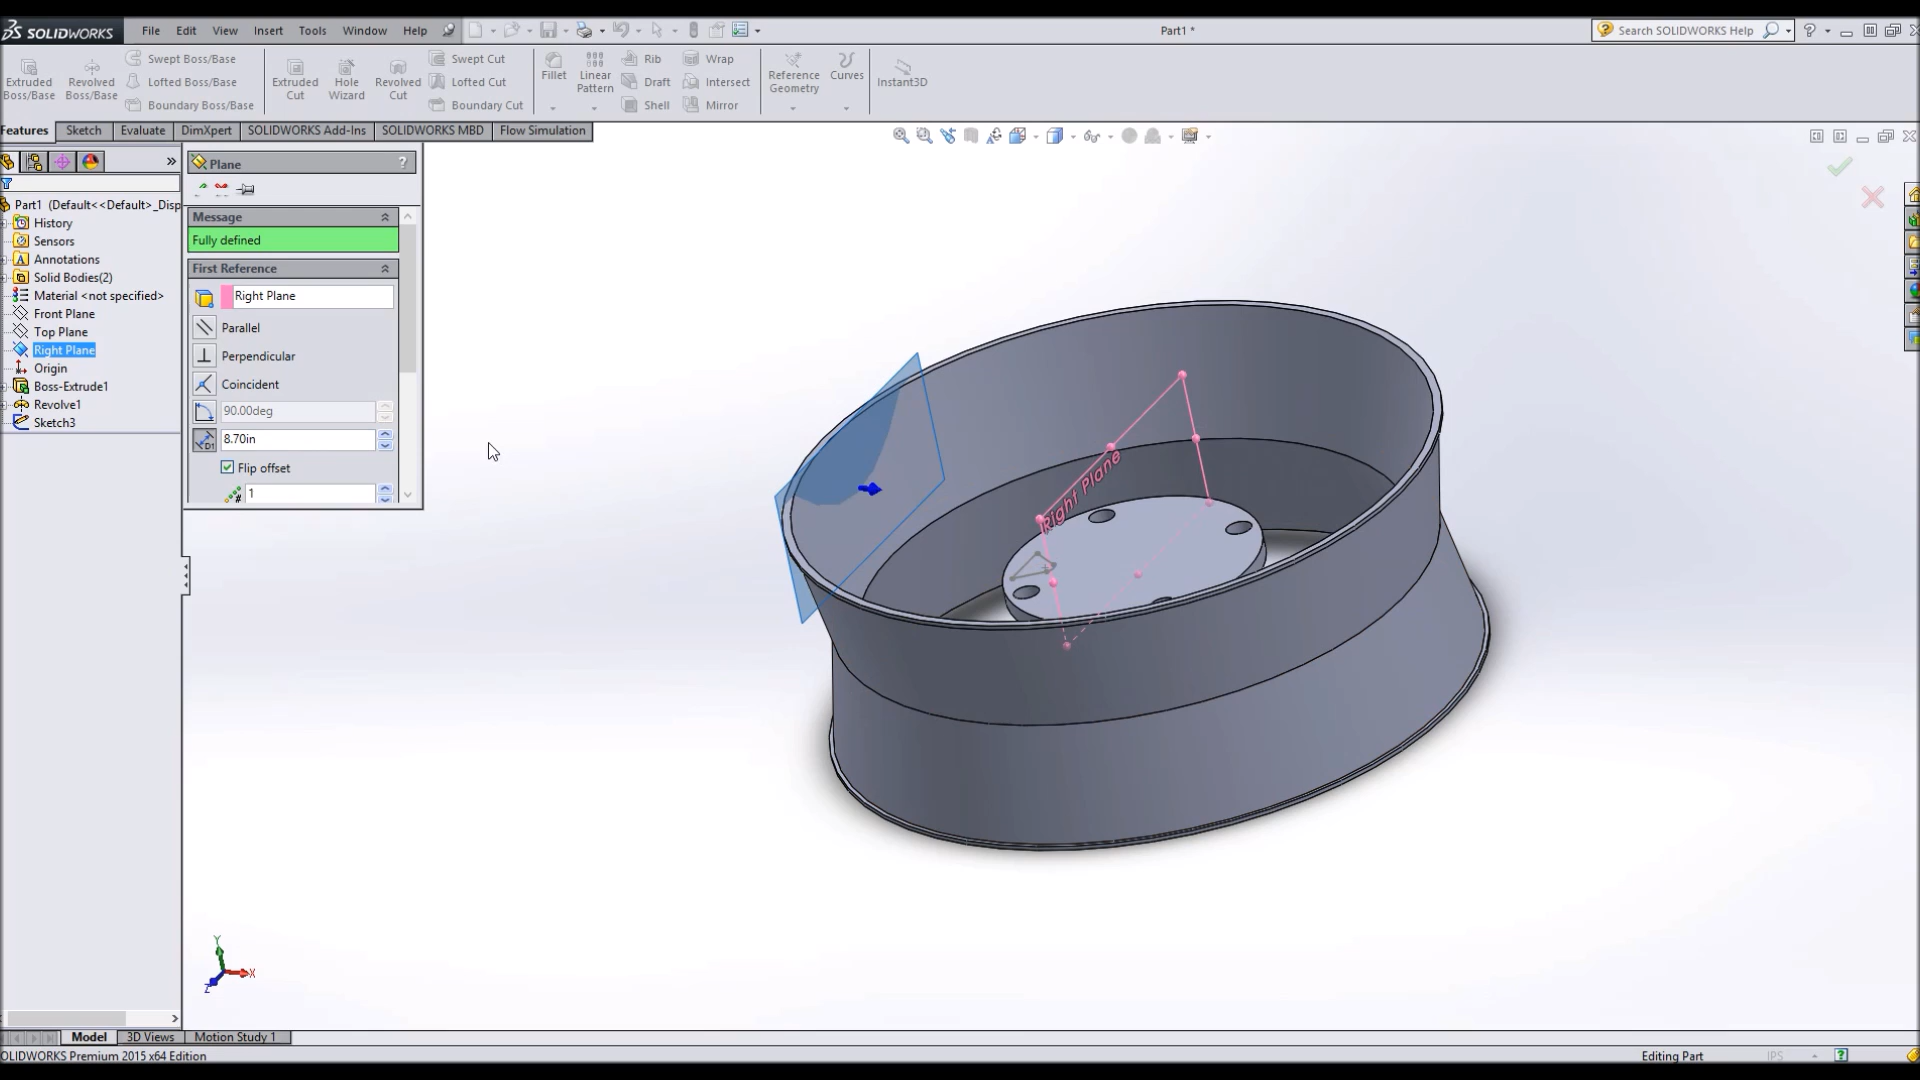 SOLIDWORKS File Edit View Insert Tools Window Help Part1 * Search SOLIDWORKS Help
Extruded Boss/Base
Revolved Boss/Base
Swept Boss/Base
Lofted Boss/Base
Boundary Boss/Base
Extruded Cut
Hole Wizard
Revolved Cut
Swept Cut
Lofted Cut
Boundary Cut
Fillet
Linear Pattern
Rib
Draft
Shell
Wrap
Intersect
Mirror
Reference Geometry
Curves
Instant3D
Features Sketch Evaluate DimXpert SOLIDWORKS Add-Ins SOLIDWORKS MBD Flow Simulation
Part1 (Default<<Default>_Disp
History
Sensors
Annotations
Solid Bodies(2)
Material <not specified>
Front Plane
Top Plane
Right Plane
Origin
Boss-Extrude1
Revolve1
Sketch3
Plane ?
Message
Fully defined
First Reference
Right Plane
Parallel
Perpendicular
Coincident
90.00deg
8.70in
Flip offset
1
Right Plane
Y
X
Z
Model 3D Views Motion Study 1
OLIDWORKS Premium 2015 x64 Edition Editing Part IPS